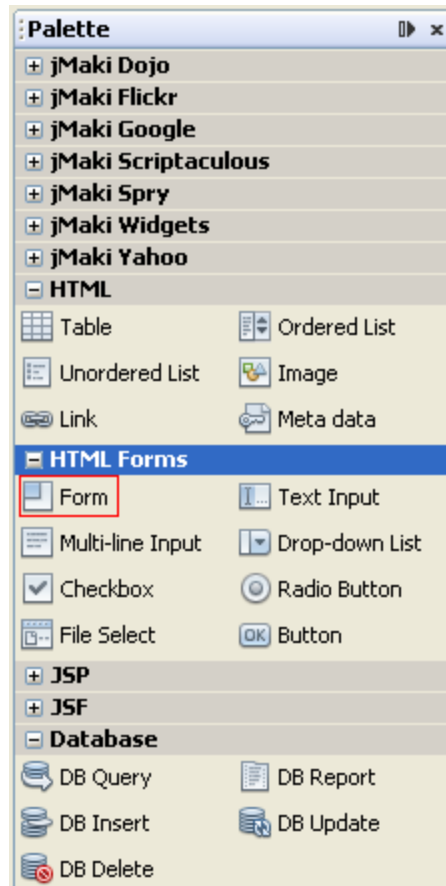 Palette
jMaki Dojo
jMaki Flickr
jMaki Google
jMaki Scriptaculous
jMaki Spry
jMaki Widgets
jMaki Yahoo
HTML
Table Ordered List
Unordered List Image
Link Meta data
HTML Forms
Form Text Input
Multi-line Input Drop-down List
Checkbox Radio Button
File Select OK Button
JSP
JSF
Database
DB Query DB Report
DB Insert DB Update
DB Delete